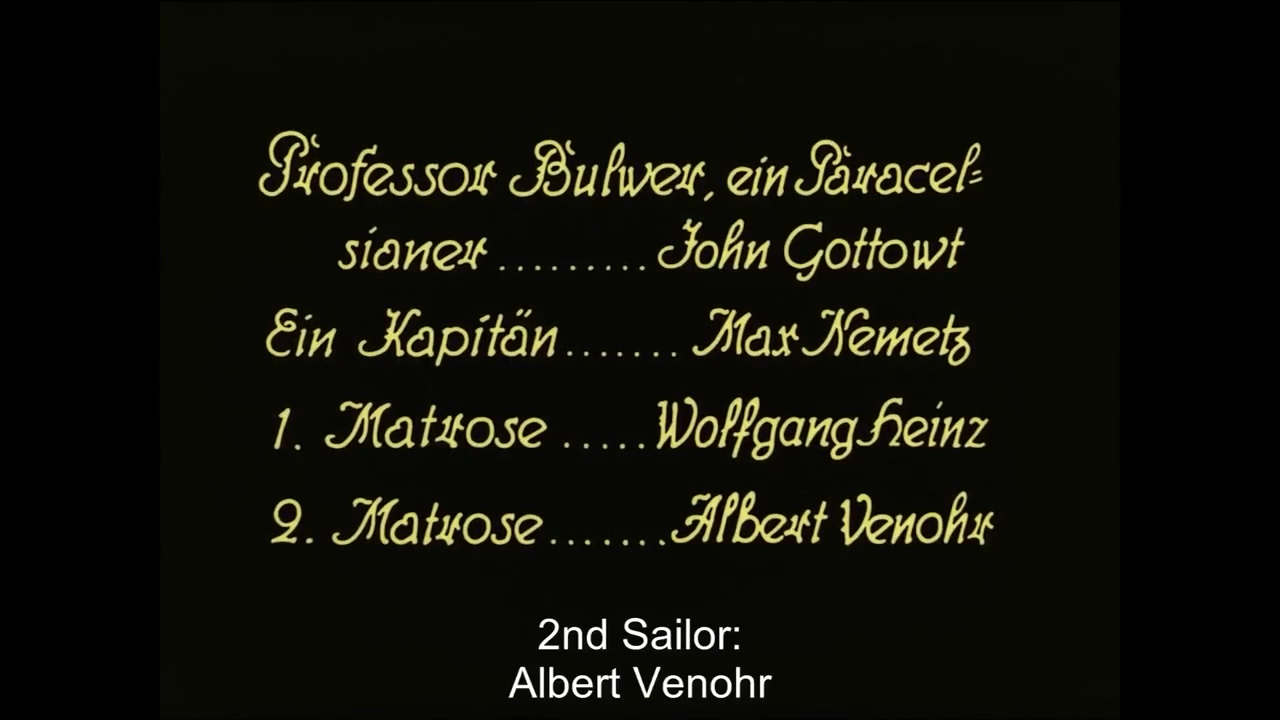 Professor Bulwer, ein Paracel=
sianer ......... John Gottowt
Ein Kapitän....... Max Nemetz
1. Matrose ..... Wolfgang Heinz
2. Matrose....... Albert Venohr
2nd Sailor:
Albert Venohr